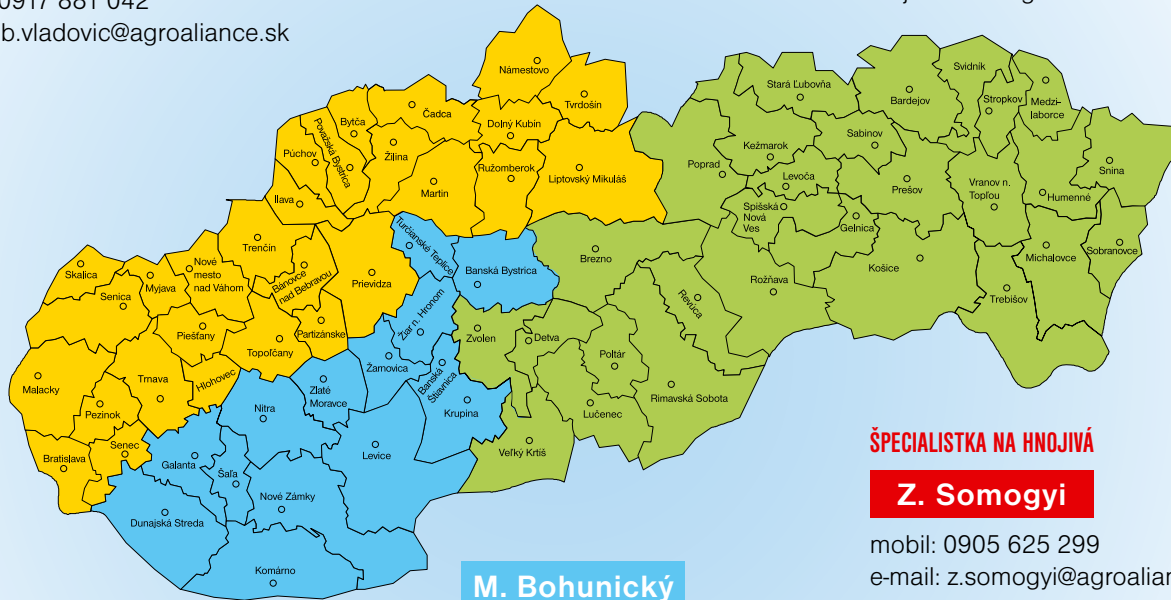 0917 881 042
b.vladovic@agroaliance.sk
Námestovo
Tvrdošín
Čadca
Dolný Kubín
Bytča
Považská Bystrica
Púchov
Žilina
Ružomberok
Liptovský Mikuláš
Martin
Ilava
Trenčín
Turčianske Teplice
Banská Bystrica
Skalica
Myjava
Nové
mesto
nad Váhom
Bánovce
nad Bebravou
Prievidza
Senica
Piešťany
Partizánske
Topoľčany
Žiar n. Hronom
Žarnovica
Banská
Štiavnica
Malacky
Trnava
Hlohovec
Zlaté
Moravce
Nitra
Krupina
Pezinok
Senec
Bratislava
Galanta
Šaľa
Levice
Nové Zámky
Dunajská Streda
Komárno
Stará Ľubovňa
Bardejov
Svidník
Stropkov
Medzi-
laborce
Sabinov
Kežmarok
Poprad
Levoča
Prešov
Vranov n.
Topľou
Snina
Humenné
Spišská
Nová
Ves
Gelnica
Michalovce
Sobranovce
Brezno
Rožňava
Košice
Trebišov
Revúca
Zvolen
Detva
Poltár
Lučenec
Rimavská Sobota
Veľký Krtíš
M. Bohunický
ŠPECIALISTKA NA HNOJIVÁ
Z. Somogyi
mobil: 0905 625 299
e-mail: z.somogyi@agroalian